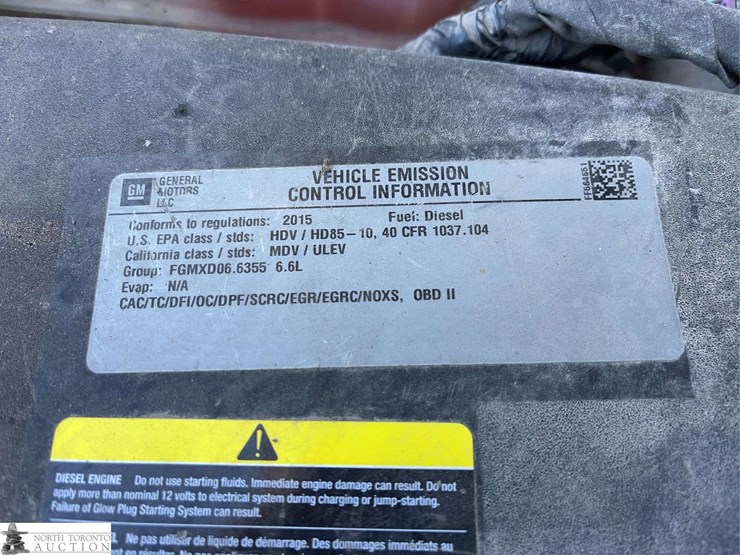 GM
GENERAL
MOTORS
LLC
VEHICLE EMISSION
CONTROL INFORMATION
FF664651
Conforms to regulations: 2015 Fuel: Diesel
U.S. EPA class / stds: HDV / HD85-10, 40 CFR 1037.104
California class / stds: MDV / ULEV
Group: FGMXD06.6355 6.6L
Evap: N/A
CAC/TC/DFI/OC/DPF/SCRC/EGR/EGRC/NOXS, OBD II
DIESEL ENGINE Do not use starting fluids. Immediate engine damage can result. Do not
apply more than nominal 12 volts to electrical system during charging or jump-starting.
Failure of Glow Plug Starting System can result.
Ne pas utiliser de liquide de démarrage. Des dommages immédiats au
NORTH TORONTO
AUCTION